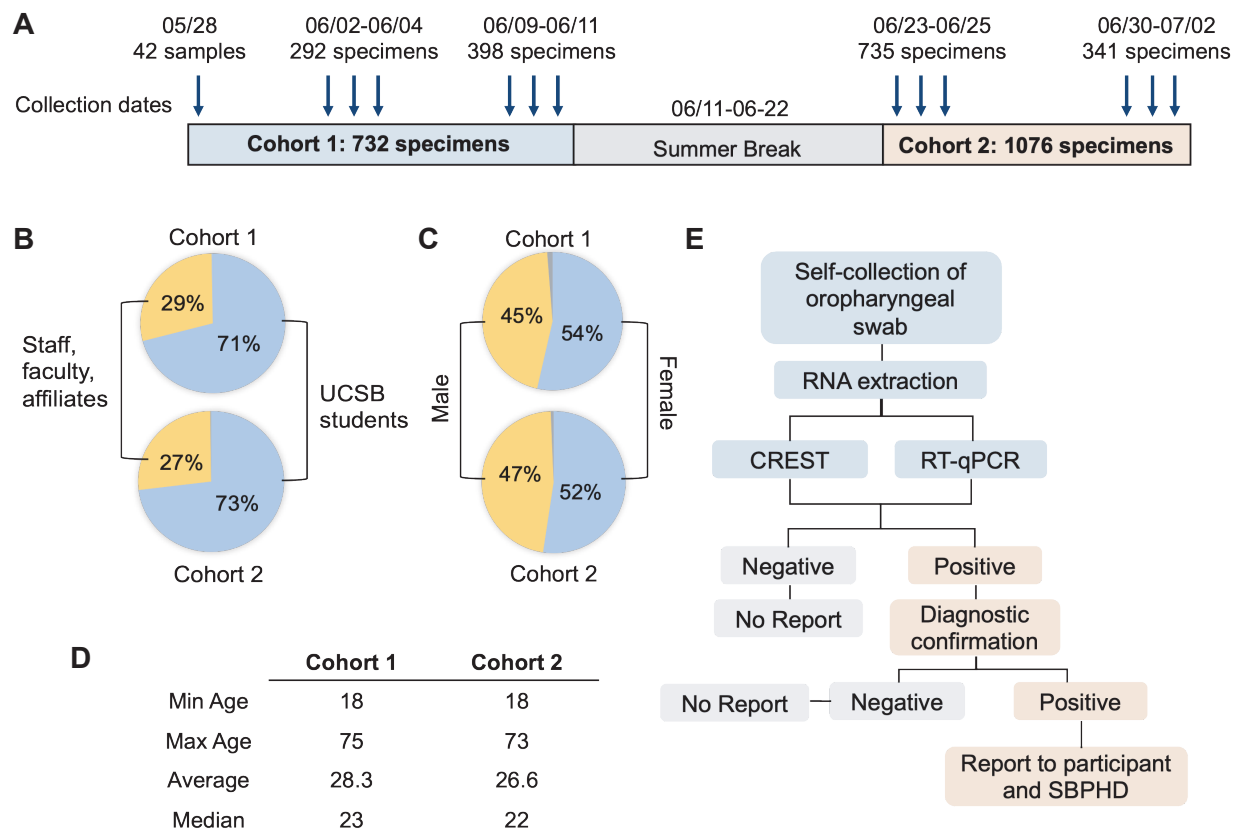 A
05/28
42 samples
06/02-06/04
292 specimens
06/09-06/11
398 specimens
06/23-06/25
735 specimens
06/30-07/02
341 specimens
Collection dates
06/11-06-22
Cohort 1: 732 specimens
Summer Break
Cohort 2: 1076 specimens
B
Cohort 1
29%
71%
Staff,
faculty,
affiliates
UCSB
students
27%
73%
Cohort 2
C
Cohort 1
45%
54%
Male
Female
47%
52%
Cohort 2
D
Cohort 1 Cohort 2
Min Age 18 18
Max Age 75 73
Average 28.3 26.6
Median 23 22
E
Self-collection of
oropharyngeal
swab
RNA extraction
CREST
RT-qPCR
Negative
Positive
No Report
Diagnostic
confirmation
No Report
Negative
Positive
Report to participant
and SBPHD